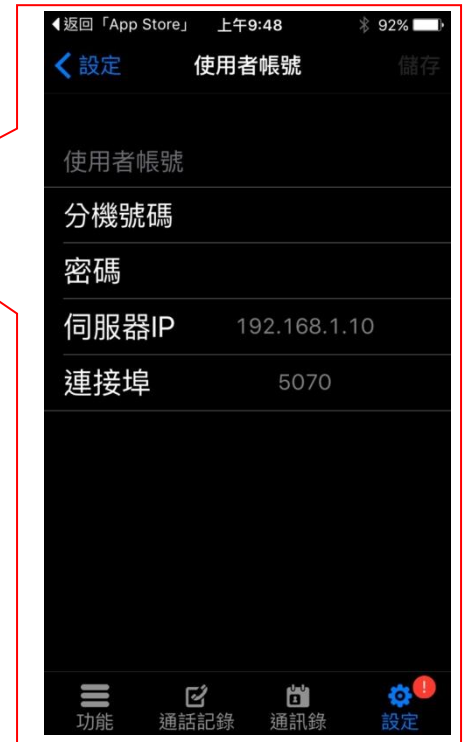 返回「App Store」 上午9:48 92%
設定 使用者帳號 儲存
使用者帳號
分機號碼
密碼
伺服器IP 192.168.1.10
連接埠 5070
功能 通話記錄 通訊錄 設定